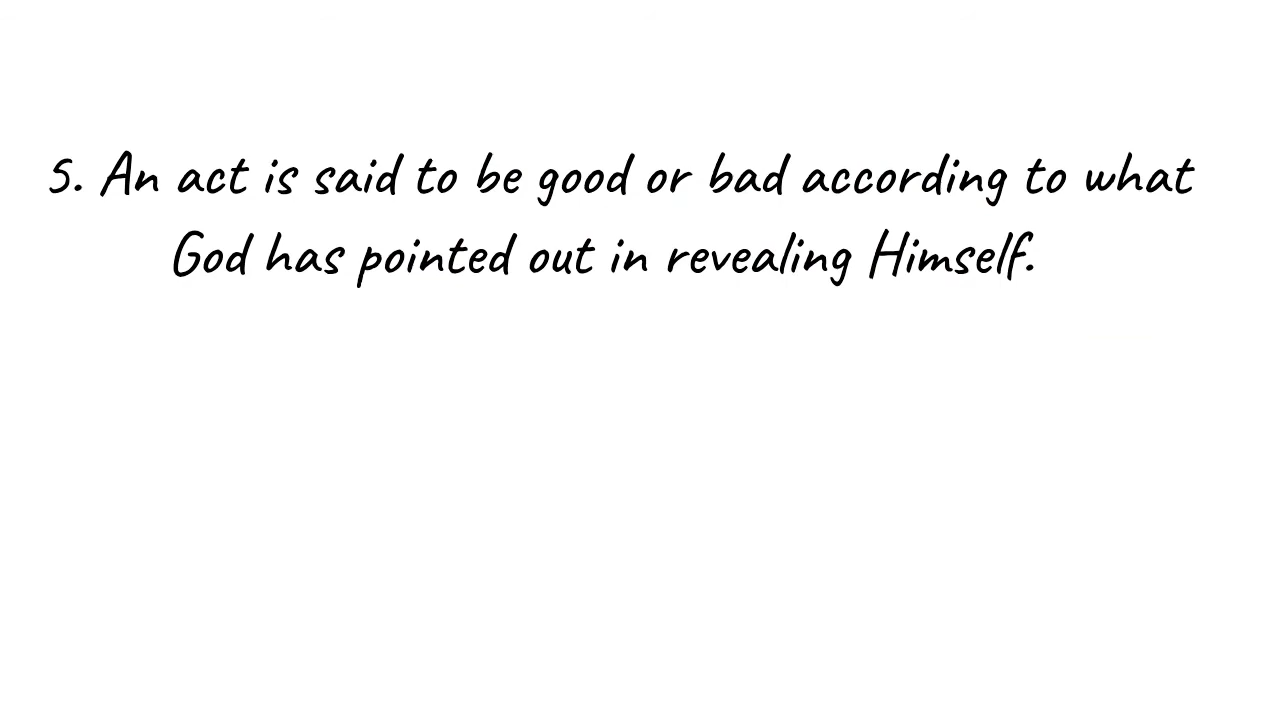 5. An act is said to be good or bad according to what
God has pointed out in revealing Himself.